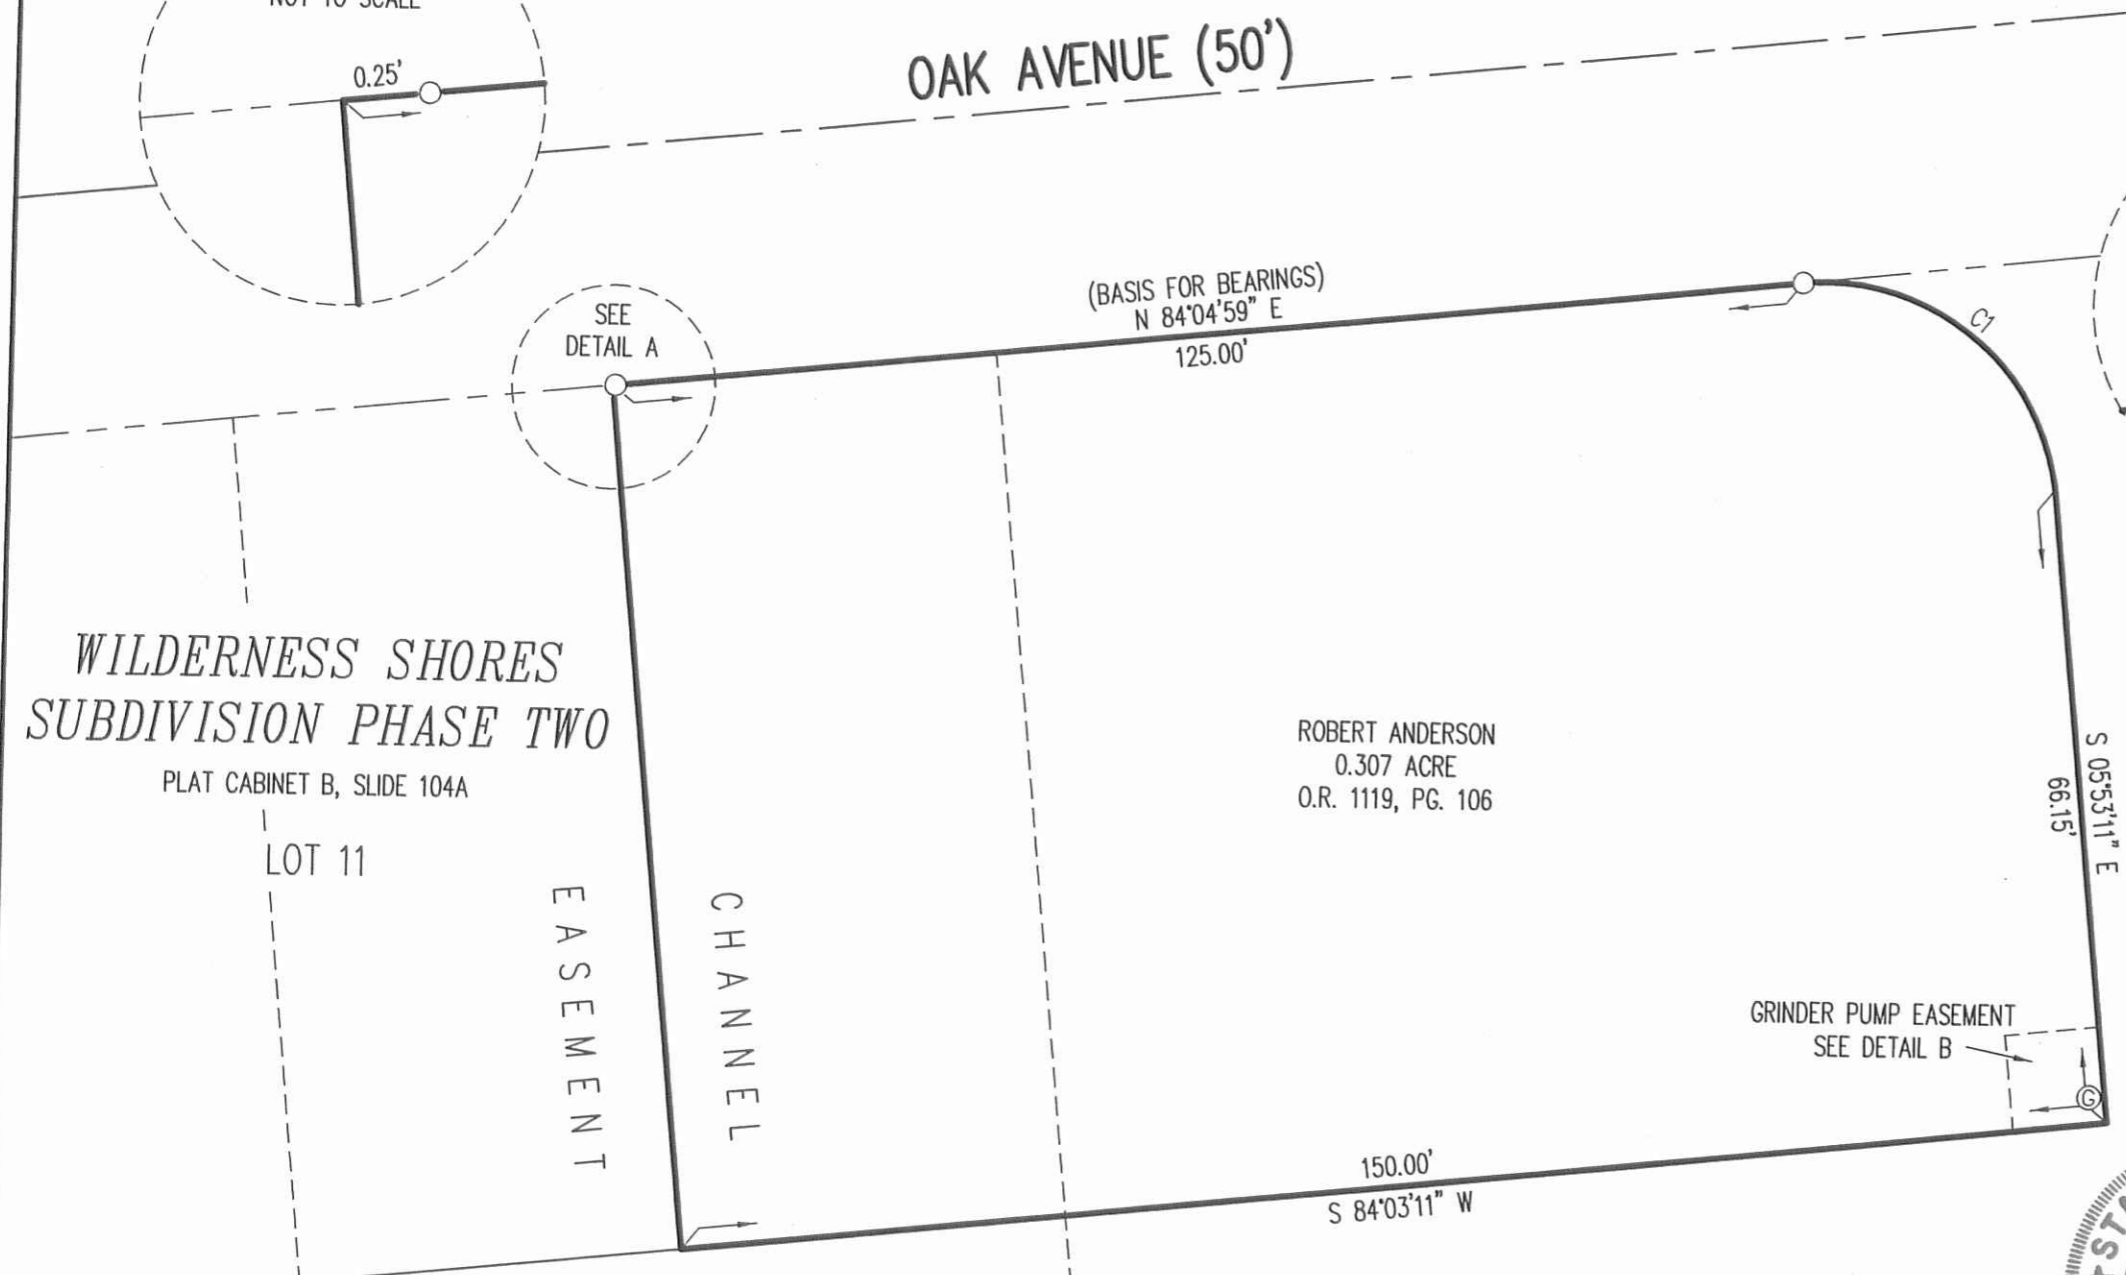 NOT TO SCALE
0.25'
OAK AVENUE (50')
SEE
DETAIL A
(BASIS FOR BEARINGS)
N 84°04'59" E
125.00'
C1
WILDERNESS SHORES
SUBDIVISION PHASE TWO
PLAT CABINET B, SLIDE 104A
LOT 11
ROBERT ANDERSON
0.307 ACRE
O.R. 1119, PG. 106
S 05°53'11" E
66.15'
EASEMENT
CHANNEL
GRINDER PUMP EASEMENT
SEE DETAIL B
G
150.00'
S 84°03'11" W